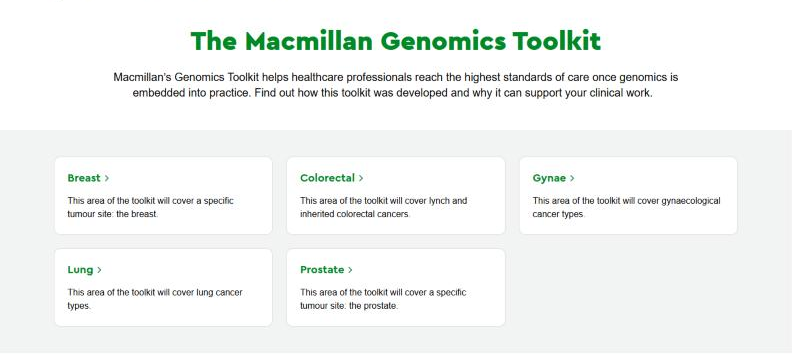 The Macmillan Genomics Toolkit
Macmillan's Genomics Toolkit helps healthcare professionals reach the highest standards of care once genomics is
embedded into practice. Find out how this toolkit was developed and why it can support your clinical work.
Breast >
This area of the toolkit will cover a specific
tumour site: the breast.
Colorectal >
This area of the toolkit will cover lynch and
inherited colorectal cancers.
Gynae >
This area of the toolkit will cover gynaecological
cancer types.
Lung >
This area of the toolkit will cover lung cancer
types.
Prostate >
This area of the toolkit will cover a specific
tumour site: the prostate.